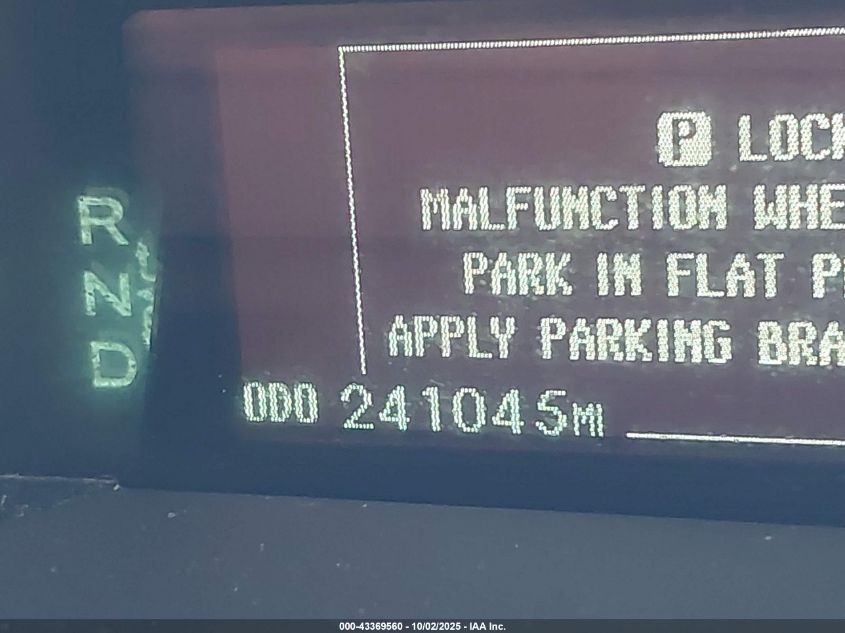 P LOCK
MALFUNCTION WHE
PARK IN FLAT P
APPLY PARKING BRA
R
N
D
ODO 241045MI
000-43369560 - 10/02/2025 - IAA Inc.